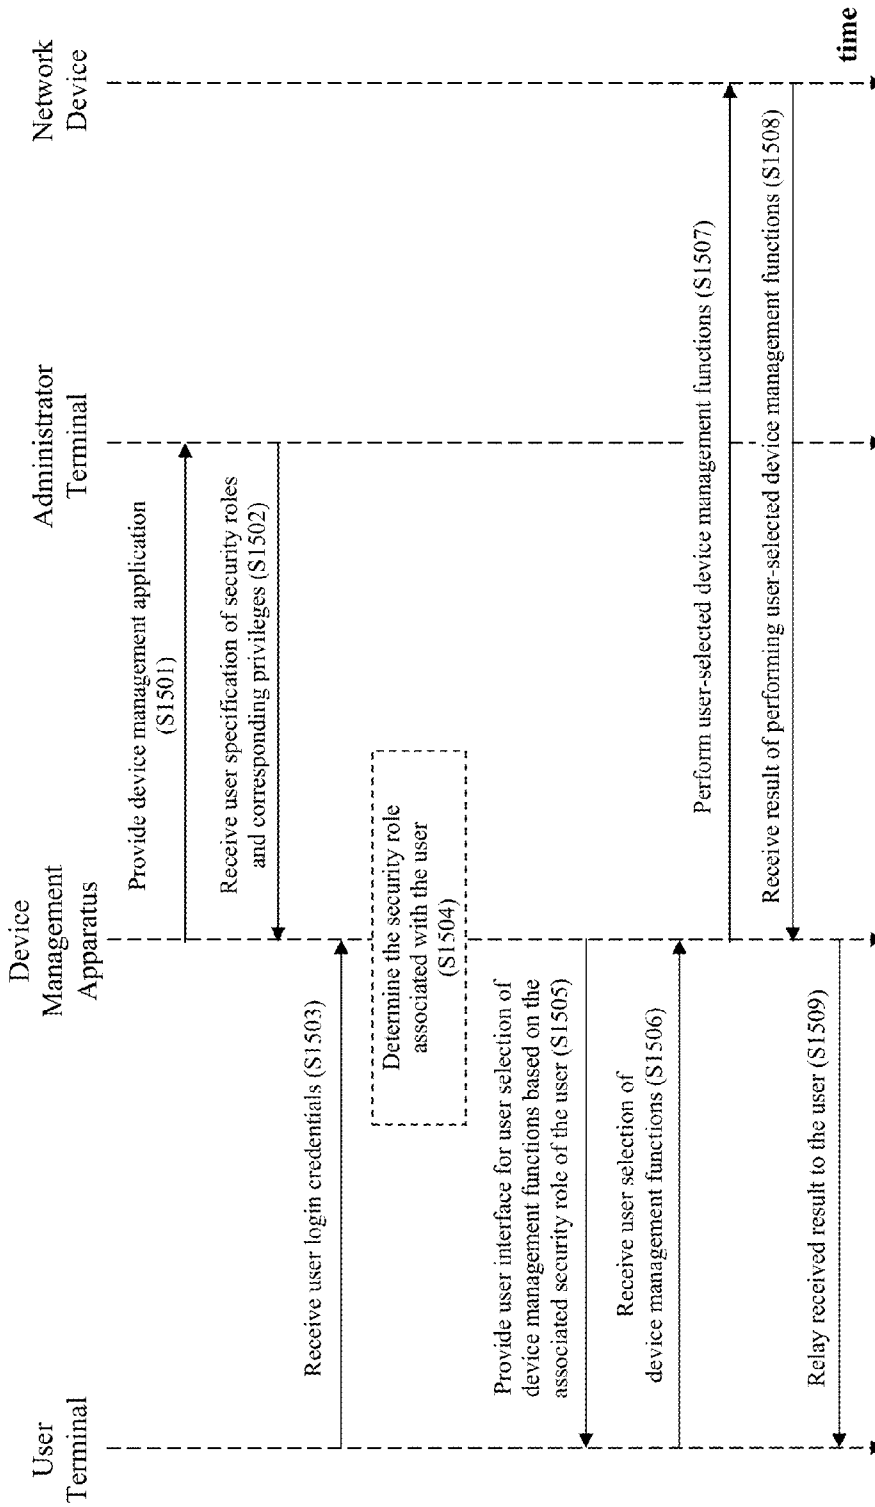 User
Terminal
Device
Management
Apparatus
Administrator
Terminal
Network
Device
Provide device management application
(S1501)
Receive user specification of security roles
and corresponding privileges (S1502)
Receive user login credentials (S1503)
Determine the security role
associated with the user
(S1504)
Provide user interface for user selection of
device management functions based on the
associated security role of the user (S1505)
Receive user selection of
device management functions (S1506)
Perform user-selected device management functions (S1507)
Receive result of performing user-selected device management functions (S1508)
Relay received result to the user (S1509)
time